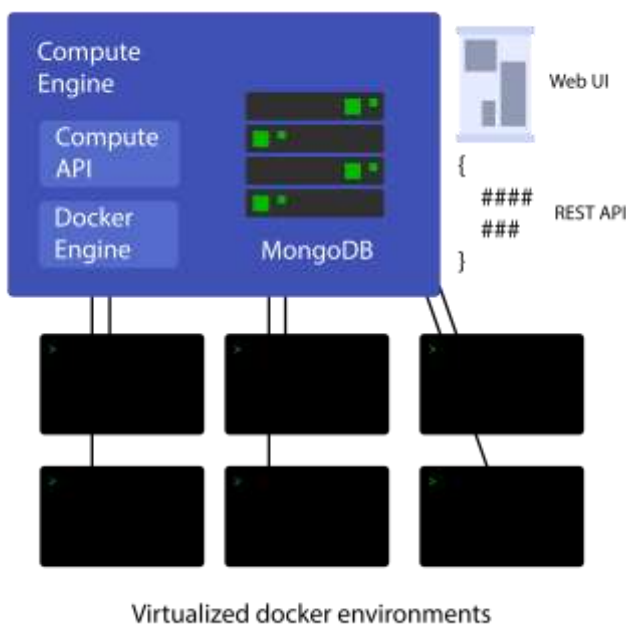 Compute
Engine
Compute
API
Docker
Engine
MongoDB
Web UI
{
####
###
}
REST API
>
>
>
>
>
>
Virtualized docker environments